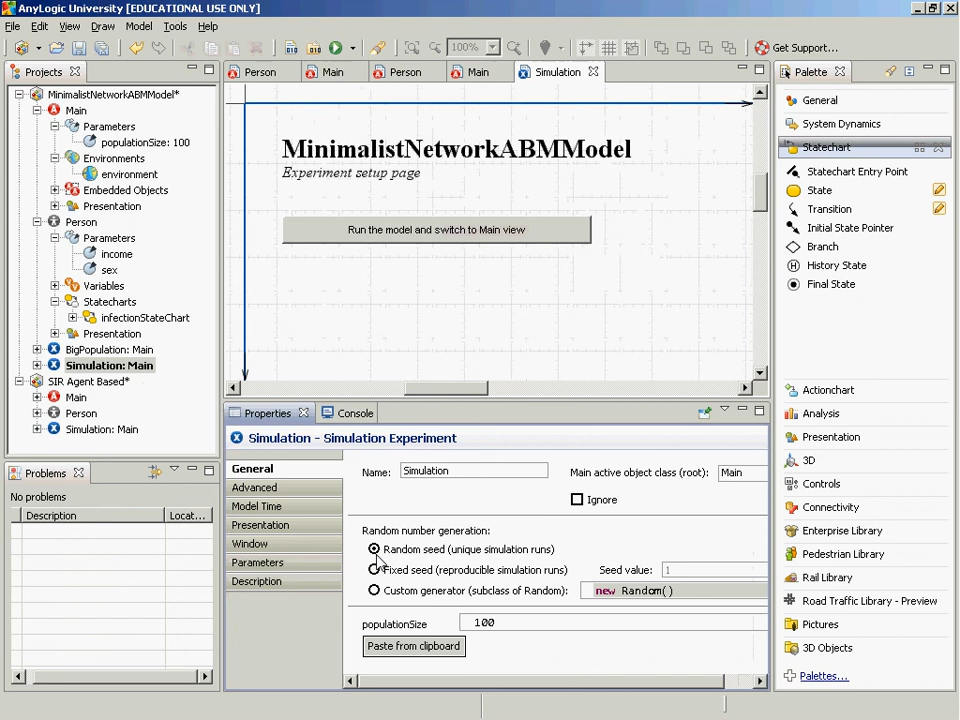 AnyLogic University [EDUCATIONAL USE ONLY]
File Edit View Draw Model Tools Help
100% Get Support...
Projects
MinimalistNetworkABMModel*
Main
Parameters
populationSize: 100
Environments
environment
Embedded Objects
Presentation
Person
Parameters
income
sex
Variables
Statecharts
infectionStateChart
Presentation
BigPopulation: Main
Simulation: Main
SIR Agent Based*
Main
Person
Simulation: Main
Problems
No problems
Description Locat...
Person Main Person Main Simulation
MinimalistNetworkABMModel
Experiment setup page
Run the model and switch to Main view
Properties Console
Simulation - Simulation Experiment
General
Advanced
Model Time
Presentation
Window
Parameters
Description
Name: Simulation Main active object class (root): Main
Ignore
Random number generation:
Random seed (unique simulation runs)
Fixed seed (reproducible simulation runs) Seed value: 1
Custom generator (subclass of Random): new Random()
populationSize 100
Paste from clipboard
Palette
General
System Dynamics
Statechart
Statechart Entry Point
State
Transition
Initial State Pointer
Branch
History State
Final State
Actionchart
Analysis
Presentation
3D
Controls
Connectivity
Enterprise Library
Pedestrian Library
Rail Library
Road Traffic Library - Preview
Pictures
3D Objects
Palettes...